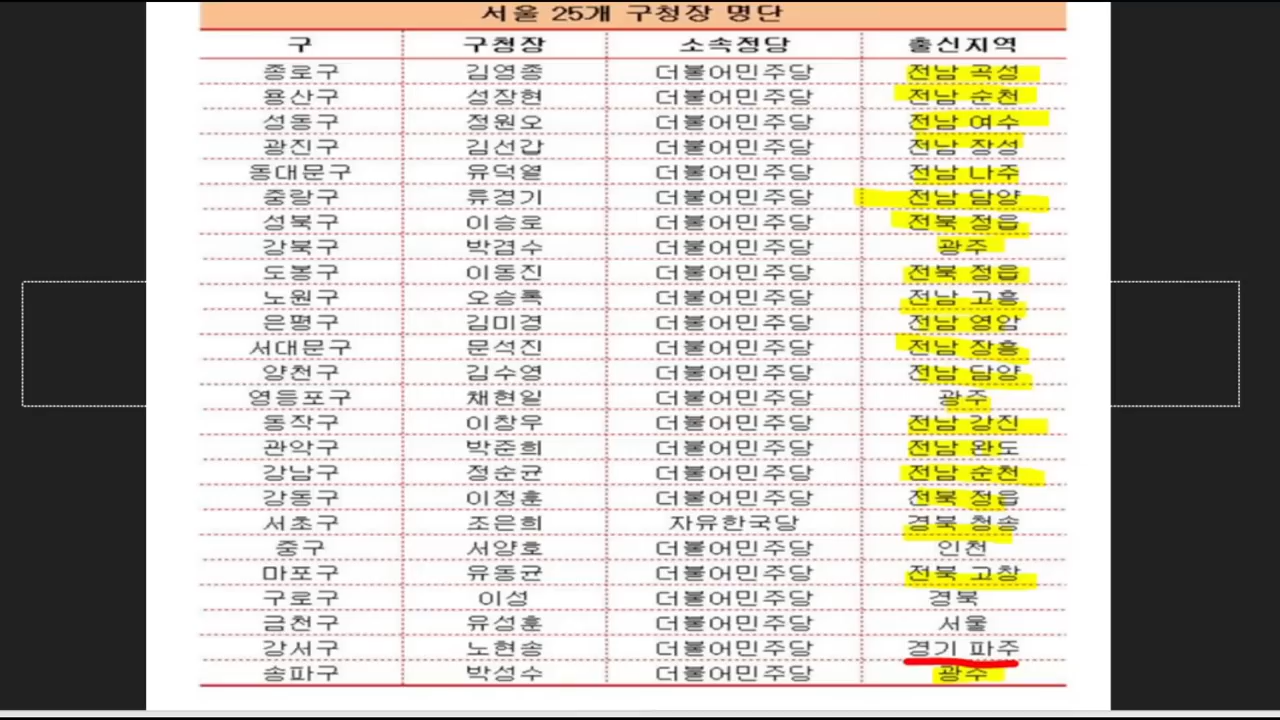 서울 25개 구청장 명단
구 구청장 소속정당 출신지역
종로구 김영종 더불어민주당 전남 곡성
용산구 성장현 더불어민주당 전남 순천
성동구 정원오 더불어민주당 전남 여수
광진구 김선갑 더불어민주당 전남 장성
동대문구 유덕열 더불어민주당 전남 나주
중랑구 류경기 더불어민주당 전남 담양
성북구 이승로 더불어민주당 전북 정읍
강북구 박겸수 더불어민주당 광주
도봉구 이동진 더불어민주당 전북 정읍
노원구 오승록 더불어민주당 전남 고흥
은평구 김미경 더불어민주당 전남 영암
서대문구 문석진 더불어민주당 전남 장흥
양천구 김수영 더불어민주당 전남 담양
영등포구 채현일 더불어민주당 광주
동작구 이창우 더불어민주당 전남 강진
관악구 박준희 더불어민주당 전남 완도
강남구 정순균 더불어민주당 전남 순천
강동구 이정훈 더불어민주당 전북 정읍
서초구 조은희 자유한국당 경북 청송
중구 서양호 더불어민주당 인천
마포구 유동균 더불어민주당 전북 고창
구로구 이성 더불어민주당 경북
금천구 유성훈 더불어민주당 서울
강서구 노현송 더불어민주당 경기 파주
송파구 박성수 더불어민주당 광주